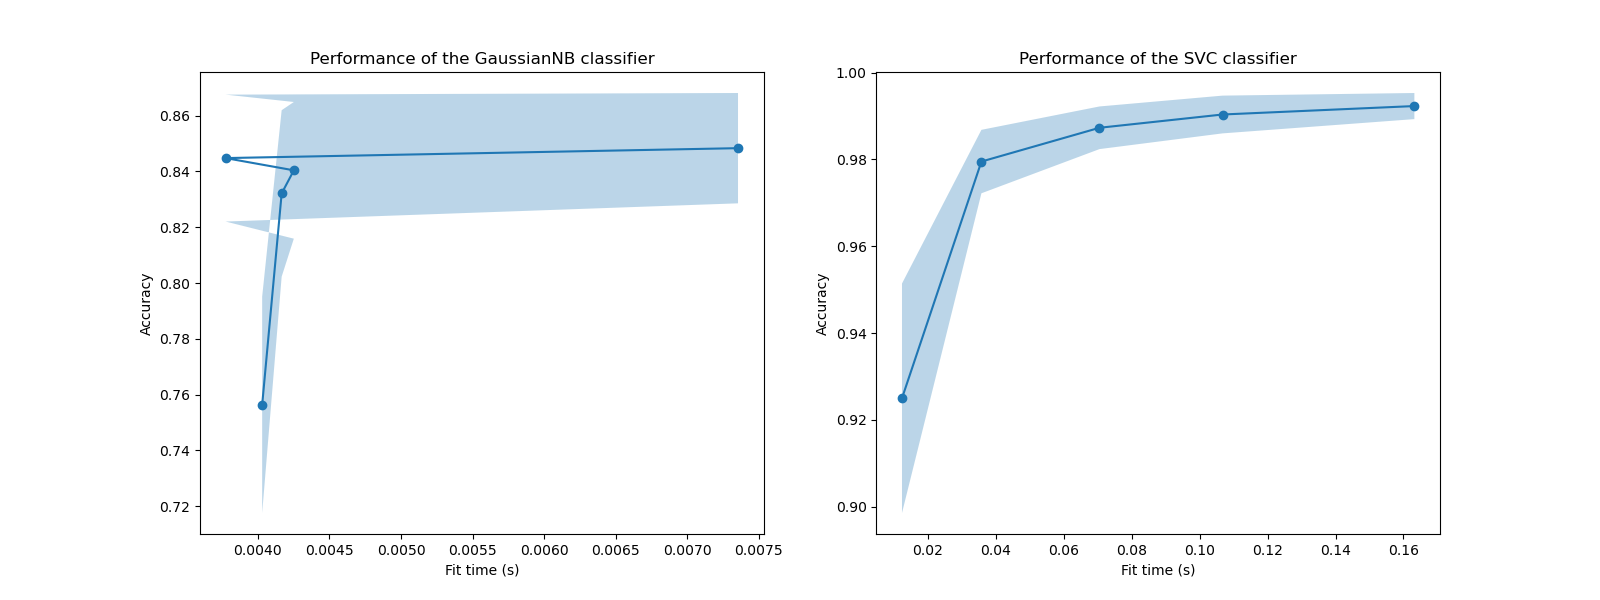 Performance of the GaussianNB classifier
Accuracy
0.86
0.84
0.82
0.80
0.78
0.76
0.74
0.72
0.0040 0.0045 0.0050 0.0055 0.0060 0.0065 0.0070 0.0075
Fit time (s)
Performance of the SVC classifier
Accuracy
1.00
0.98
0.96
0.94
0.92
0.90
0.02 0.04 0.06 0.08 0.10 0.12 0.14 0.16
Fit time (s)